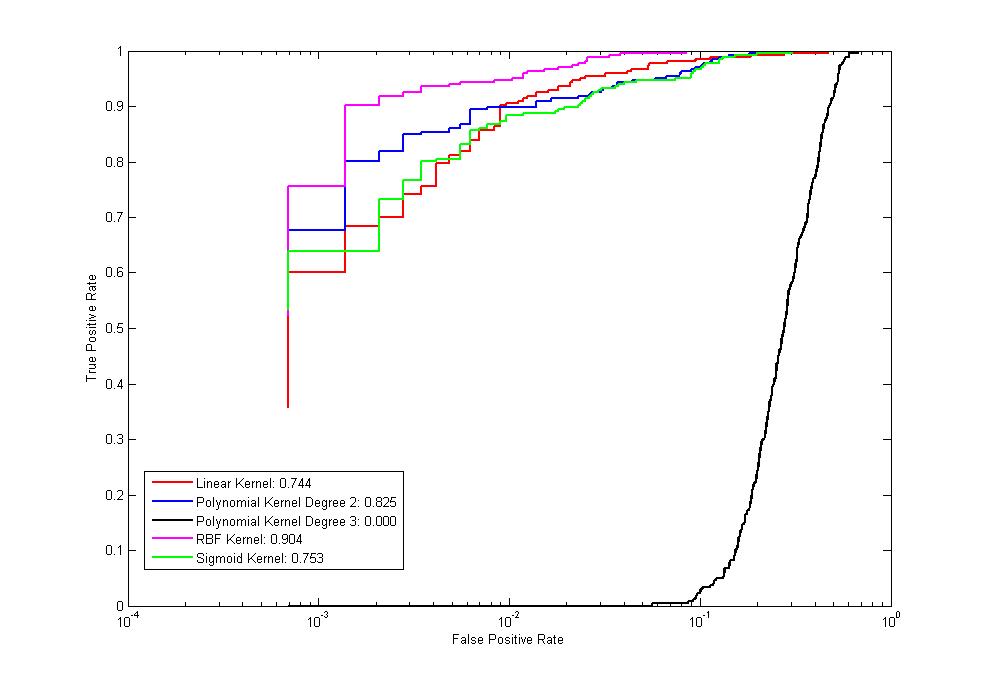 1
0.9
0.8
0.7
0.6
0.5
0.4
0.3
0.2
0.1
0
True Positive Rate
Linear Kernel: 0.744
Polynomial Kernel Degree 2: 0.825
Polynomial Kernel Degree 3: 0.000
RBF Kernel: 0.904
Sigmoid Kernel: 0.753
10^-4 10^-3 10^-2 10^-1 10^0
False Positive Rate